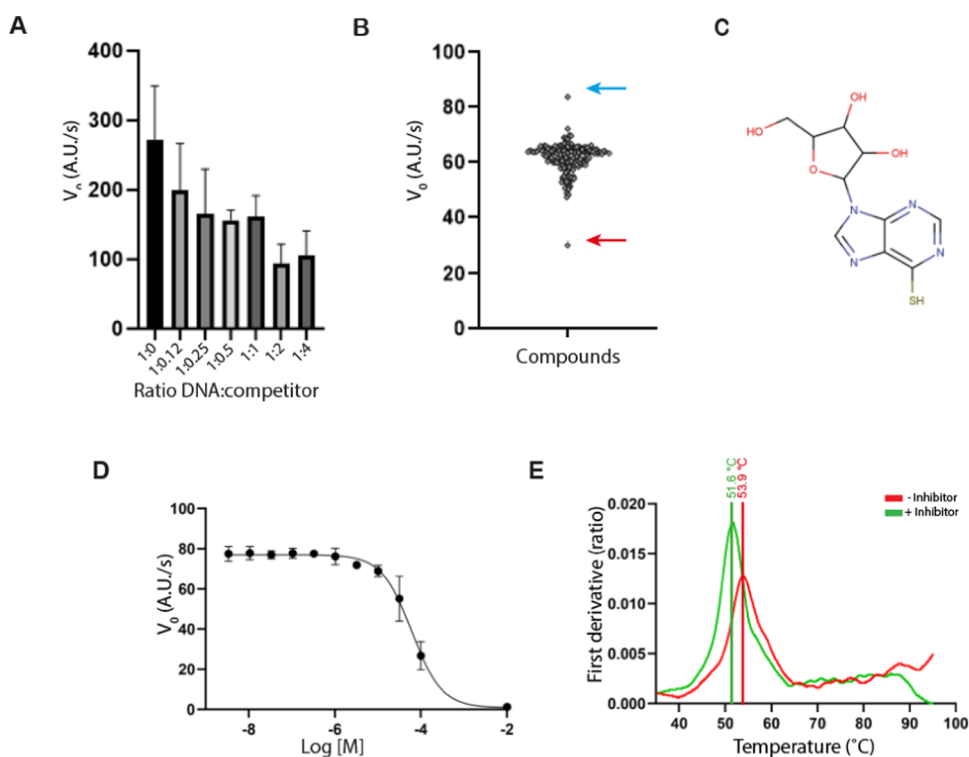 A
400
300
200
100
0
V₀ (A.U./s)
1:0
1:0.12
1:0.25
1:0.5
1:1
1:2
1:4
Ratio DNA:competitor
B
100
80
60
40
20
0
V₀ (A.U./s)
Compounds
C
OH
HO
OH
O
N
N
N
N
SH
D
100
80
60
40
20
0
V₀ (A.U./s)
-8
-6
-4
-2
Log [M]
E
51.6 °C
53.9 °C
- Inhibitor
+ Inhibitor
0.020
0.015
0.010
0.005
0.000
First derivative (ratio)
40
50
60
70
80
90
100
Temperature (˚C)